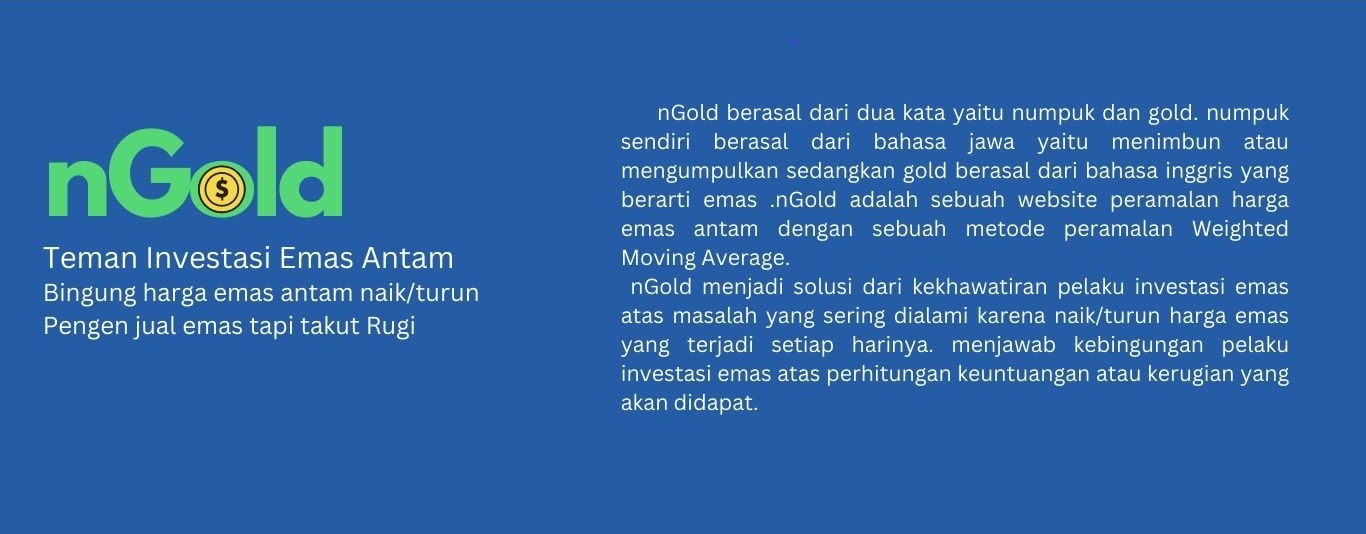 nGold
Teman Investasi Emas Antam
Bingung harga emas antam naik/turun
Pengen jual emas tapi takut Rugi
nGold berasal dari dua kata yaitu numpuk dan gold. numpuk
sendiri berasal dari bahasa jawa yaitu menimbun atau
mengumpulkan sedangkan gold berasal dari bahasa inggris yang
berarti emas .nGold adalah sebuah website peramalan harga
emas antam dengan sebuah metode peramalan Weighted
Moving Average.
nGold menjadi solusi dari kekhawatiran pelaku investasi emas
atas masalah yang sering dialami karena naik/turun harga emas
yang terjadi setiap harinya. menjawab kebingungan pelaku
investasi emas atas perhitungan keuntuangan atau kerugian yang
akan didapat.